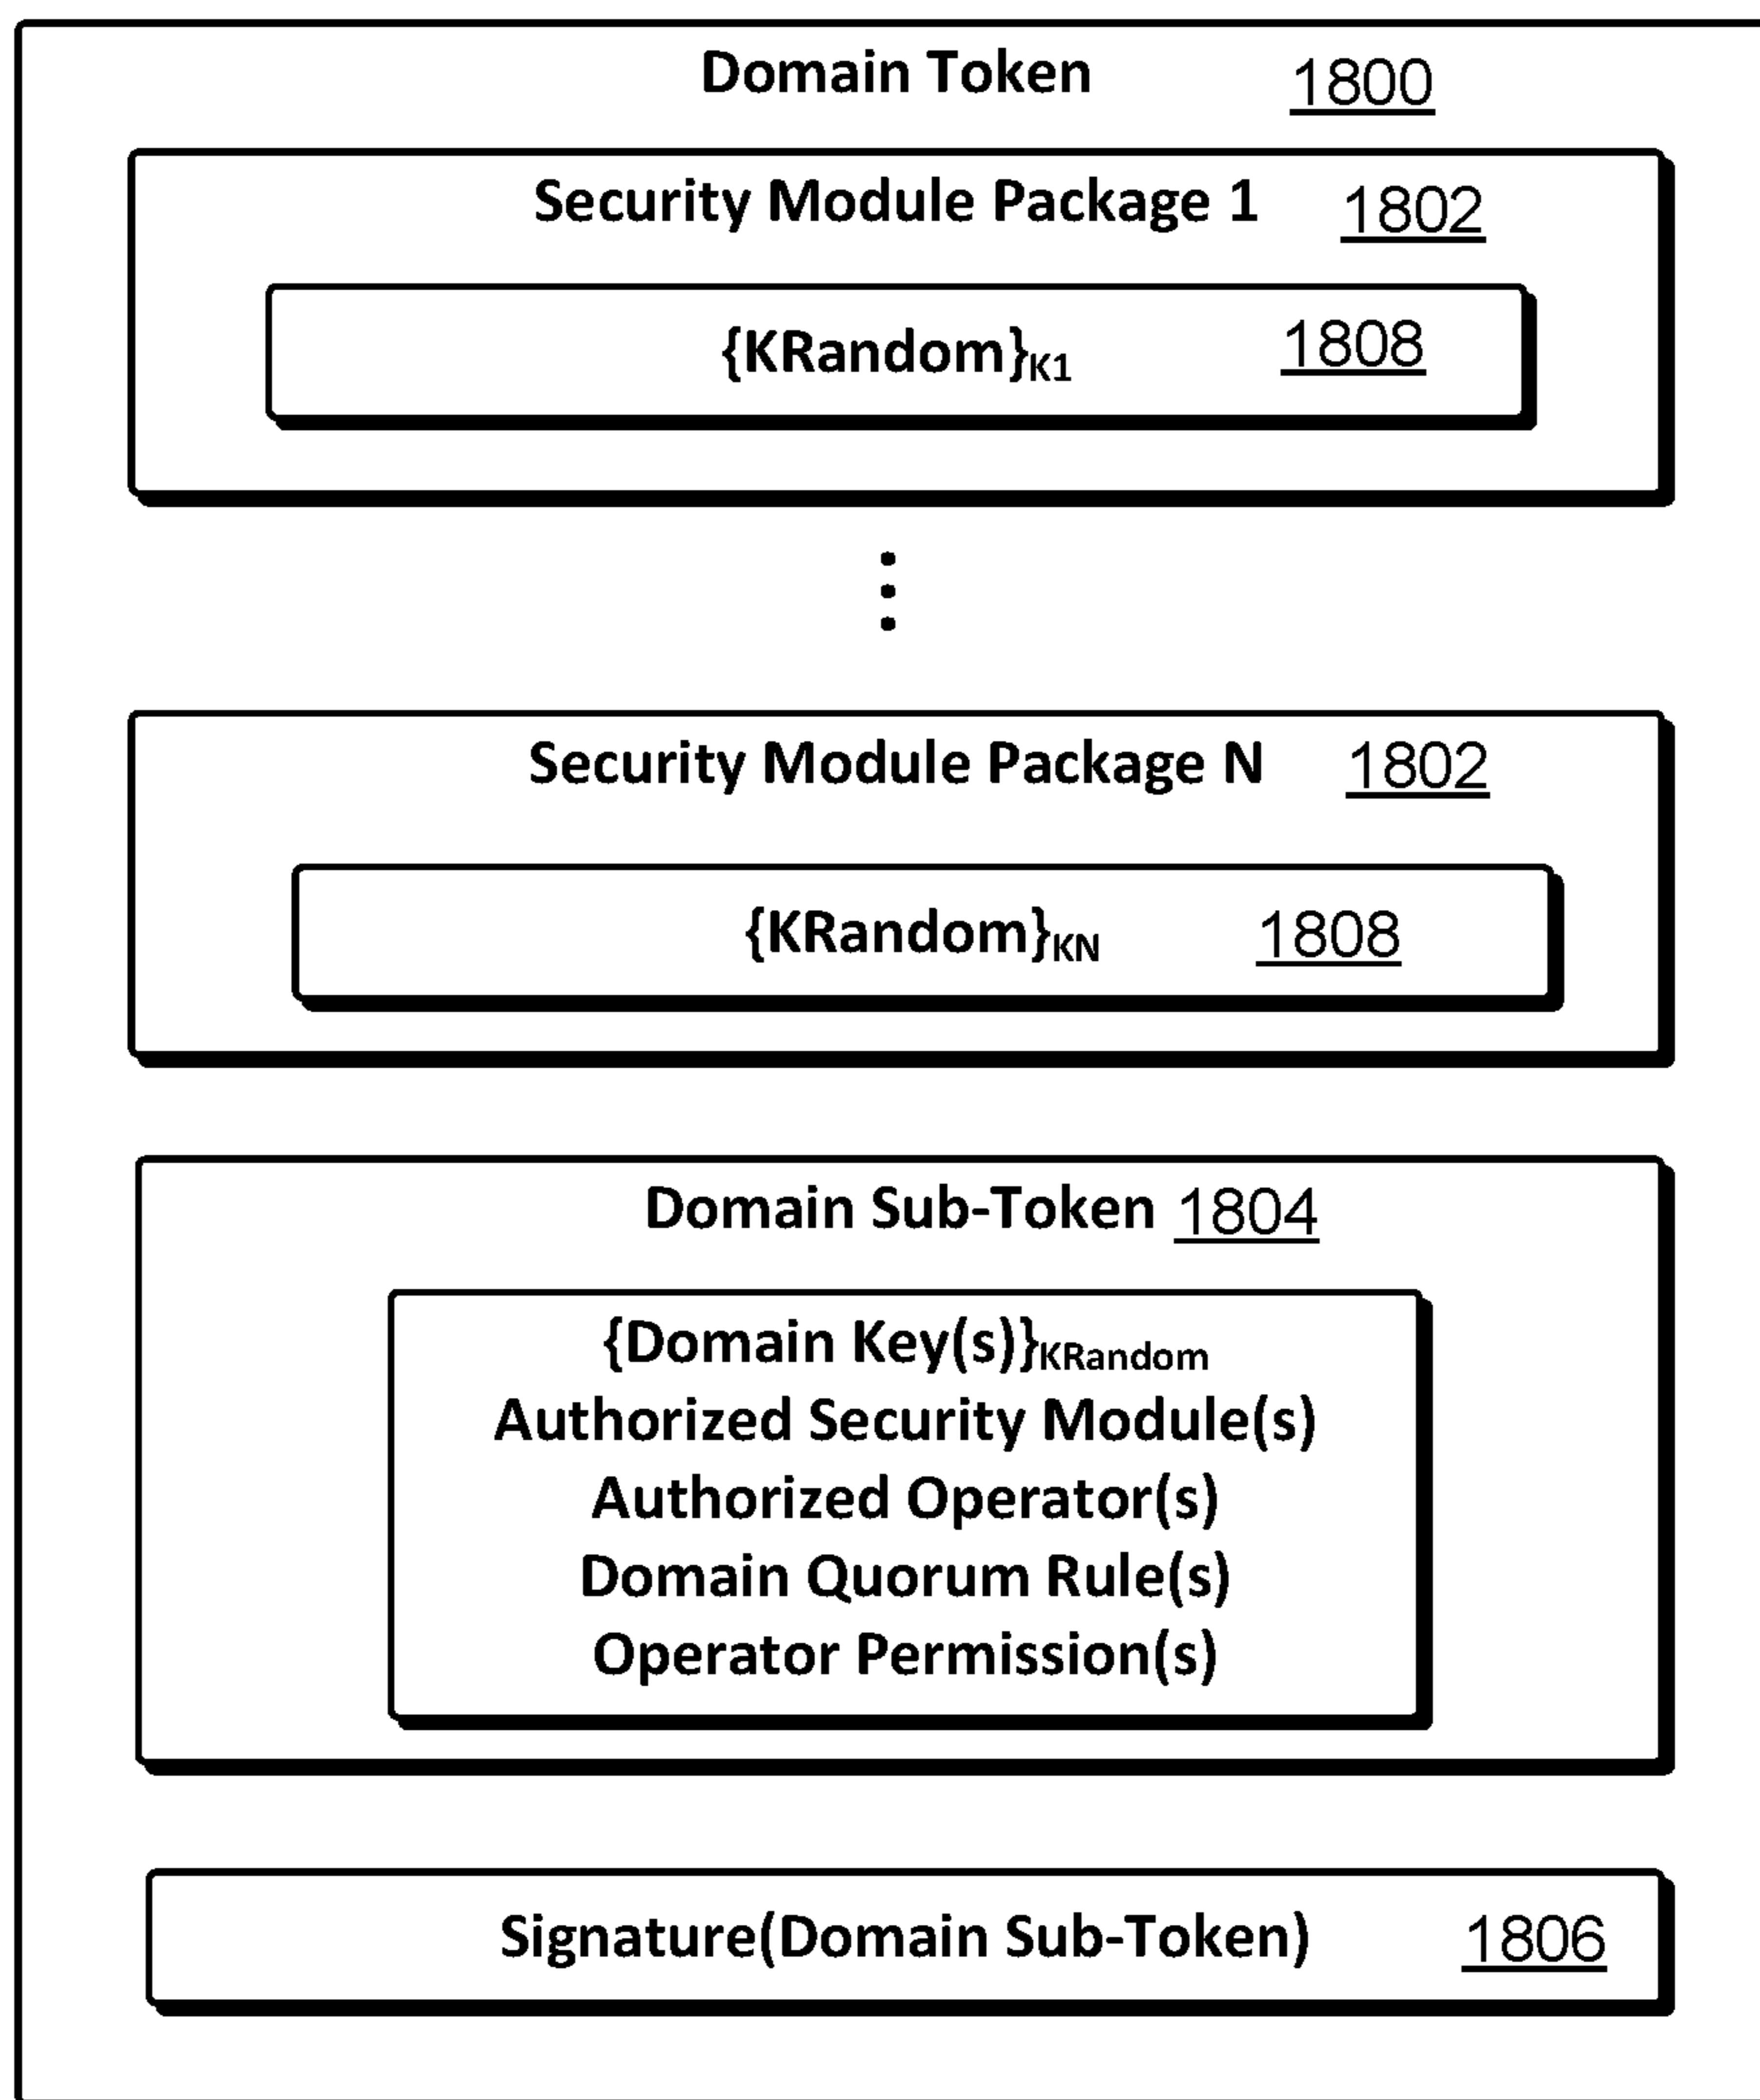 Domain Token 1800
Security Module Package 1 1802
{KRandom}K1 1808
Security Module Package N 1802
{KRandom}KN 1808
Domain Sub-Token 1804
{Domain Key(s)}KRandom
Authorized Security Module(s)
Authorized Operator(s)
Domain Quorum Rule(s)
Operator Permission(s)
Signature(Domain Sub-Token) 1806